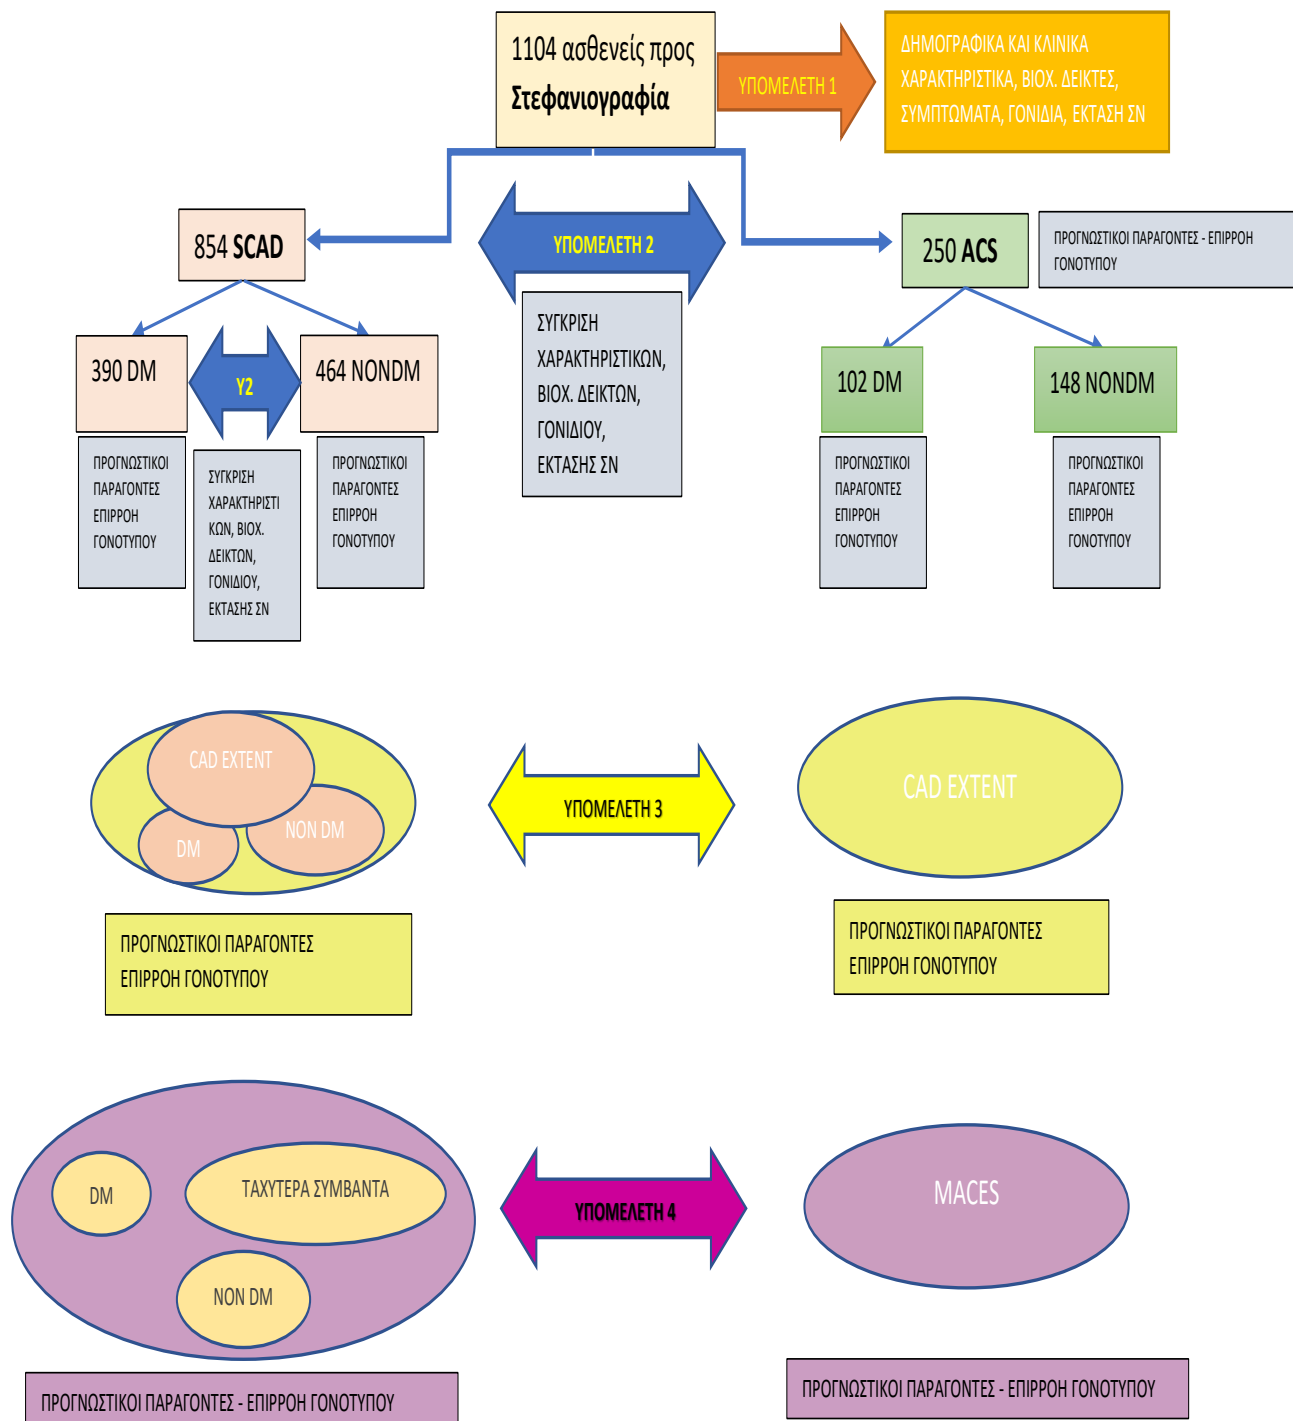 1104 ασθενείς προς
Στεφανιογραφία
ΥΠΟΜΕΛΕΤΗ 1
ΔΗΜΟΓΡΑΦΙΚΑ ΚΑΙ ΚΛΙΝΙΚΑ
ΧΑΡΑΚΤΗΡΙΣΤΙΚΑ, ΒΙΟΧ. ΔΕΙΚΤΕΣ,
ΣΥΜΠΤΩΜΑΤΑ, ΓΟΝΙΔΙΑ, ΕΚΤΑΣΗ ΣΝ
854 SCAD
ΥΠΟΜΕΛΕΤΗ 2
250 ACS
ΠΡΟΓΝΩΣΤΙΚΟΙ ΠΑΡΑΓΟΝΤΕΣ - ΕΠΙΡΡΟΗ
ΓΟΝΟΤΥΠΟΥ
ΣΥΓΚΡΙΣΗ
ΧΑΡΑΚΤΗΡΙΣΤΙΚΩΝ,
ΒΙΟΧ. ΔΕΙΚΤΩΝ,
ΓΟΝΙΔΙΟΥ,
ΕΚΤΑΣΗΣ ΣΝ
390 DM
Υ2
464 NONDM
102 DM
148 NONDM
ΠΡΟΓΝΩΣΤΙΚΟΙ
ΠΑΡΑΓΟΝΤΕΣ
ΕΠΙΡΡΟΗ
ΓΟΝΟΤΥΠΟΥ
ΣΥΓΚΡΙΣΗ
ΧΑΡΑΚΤΗΡΙΣΤΙ
ΚΩΝ, ΒΙΟΧ.
ΔΕΙΚΤΩΝ,
ΓΟΝΙΔΙΟΥ,
ΕΚΤΑΣΗΣ ΣΝ
ΠΡΟΓΝΩΣΤΙΚΟΙ
ΠΑΡΑΓΟΝΤΕΣ
ΕΠΙΡΡΟΗ
ΓΟΝΟΤΥΠΟΥ
ΠΡΟΓΝΩΣΤΙΚΟΙ
ΠΑΡΑΓΟΝΤΕΣ
ΕΠΙΡΡΟΗ
ΓΟΝΟΤΥΠΟΥ
ΠΡΟΓΝΩΣΤΙΚΟΙ
ΠΑΡΑΓΟΝΤΕΣ
ΕΠΙΡΡΟΗ
ΓΟΝΟΤΥΠΟΥ
CAD EXTENT
DM
NON DM
ΥΠΟΜΕΛΕΤΗ 3
CAD EXTENT
ΠΡΟΓΝΩΣΤΙΚΟΙ ΠΑΡΑΓΟΝΤΕΣ
ΕΠΙΡΡΟΗ ΓΟΝΟΤΥΠΟΥ
ΠΡΟΓΝΩΣΤΙΚΟΙ ΠΑΡΑΓΟΝΤΕΣ
ΕΠΙΡΡΟΗ ΓΟΝΟΤΥΠΟΥ
DM
ΤΑΧΥΤΕΡΑ ΣΥΜΒΑΝΤΑ
NON DM
ΥΠΟΜΕΛΕΤΗ 4
MACES
ΠΡΟΓΝΩΣΤΙΚΟΙ ΠΑΡΑΓΟΝΤΕΣ - ΕΠΙΡΡΟΗ ΓΟΝΟΤΥΠΟΥ
ΠΡΟΓΝΩΣΤΙΚΟΙ ΠΑΡΑΓΟΝΤΕΣ - ΕΠΙΡΡΟΗ ΓΟΝΟΤΥΠΟΥ